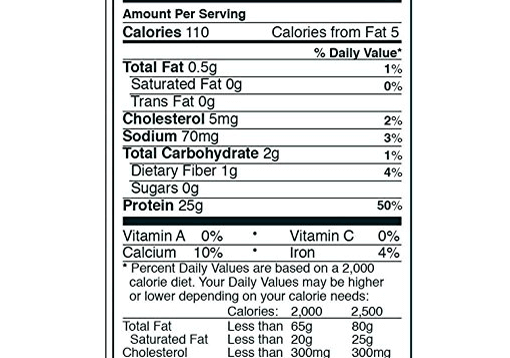 Amount Per Serving
Calories 110 Calories from Fat 5
% Daily Value*
Total Fat 0.5g 1%
Saturated Fat 0g 0%
Trans Fat 0g
Cholesterol 5mg 2%
Sodium 70mg 3%
Total Carbohydrate 2g 1%
Dietary Fiber 1g 4%
Sugars 0g
Protein 25g 50%
Vitamin A 0% • Vitamin C 0%
Calcium 10% • Iron 4%
* Percent Daily Values are based on a 2,000
calorie diet. Your Daily Values may be higher
or lower depending on your calorie needs:
Calories: 2,000 2,500
Total Fat Less than 65g 80g
Saturated Fat Less than 20g 25g
Cholesterol Less than 300mg 300mg